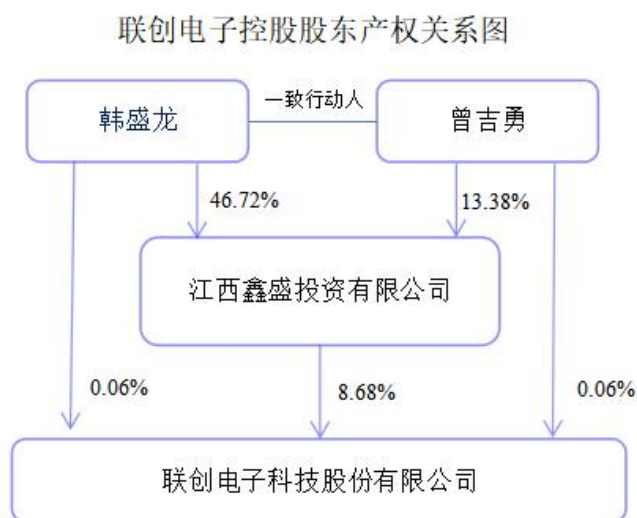 联创电子控股股东产权关系图
韩盛龙
一致行动人
曾吉勇
46.72%
13.38%
江西鑫盛投资有限公司
0.06%
8.68%
0.06%
联创电子科技股份有限公司